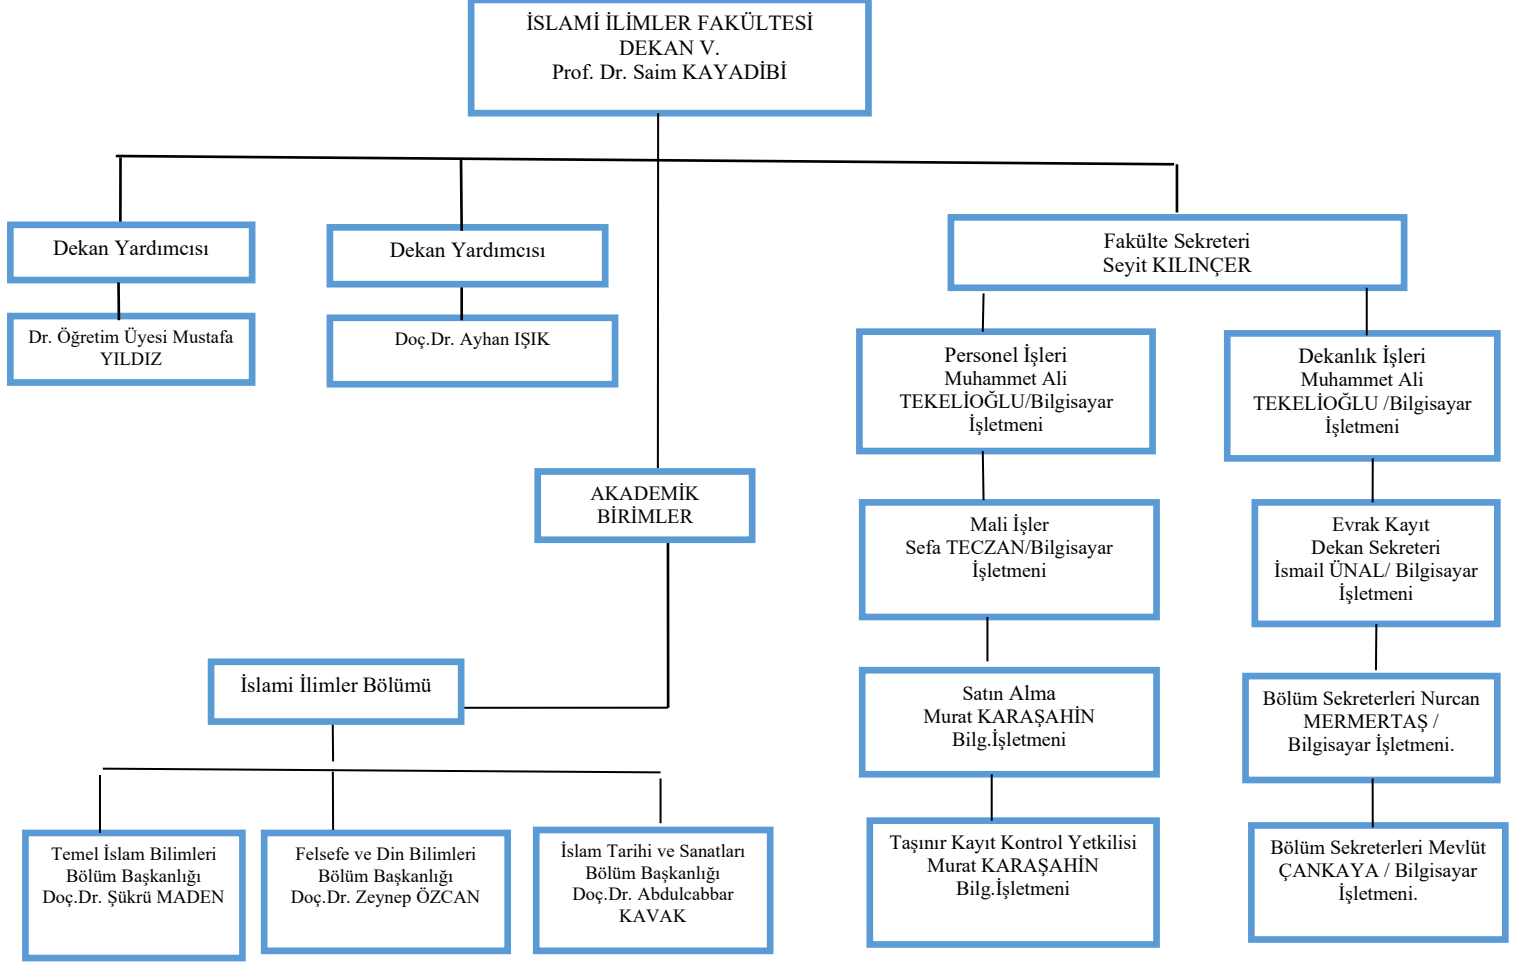 İSLAMİ İLİMLER FAKÜLTESİ
DEKAN V.
Prof. Dr. Saim KAYADİBİ
Dekan Yardımcısı
Dr. Öğretim Üyesi Mustafa
YILDIZ
Dekan Yardımcısı
Doç.Dr. Ayhan IŞIK
Fakülte Sekreteri
Seyit KILINÇER
Personel İşleri
Muhammet Ali
TEKELİOĞLU/Bilgisayar
İşletmeni
Dekanlık İşleri
Muhammet Ali
TEKELİOĞLU /Bilgisayar
İşletmeni
AKADEMİK
BİRİMLER
Mali İşler
Sefa TECZAN/Bilgisayar
İşletmeni
Evrak Kayıt
Dekan Sekreteri
İsmail ÜNAL/ Bilgisayar
İşletmeni
İslami İlimler Bölümü
Satın Alma
Murat KARAŞAHİN
Bilg.İşletmeni
Bölüm Sekreterleri Nurcan
MERMERTAŞ /
Bilgisayar İşletmeni.
Temel İslam Bilimleri
Bölüm Başkanlığı
Doç.Dr. Şükrü MADEN
Felsefe ve Din Bilimleri
Bölüm Başkanlığı
Doç.Dr. Zeynep ÖZCAN
İslam Tarihi ve Sanatları
Bölüm Başkanlığı
Doç.Dr. Abdulcabbar
KAVAK
Taşınır Kayıt Kontrol Yetkilisi
Murat KARAŞAHİN
Bilg.İşletmeni
Bölüm Sekreterleri Mevlüt
ÇANKAYA / Bilgisayar
İşletmeni.